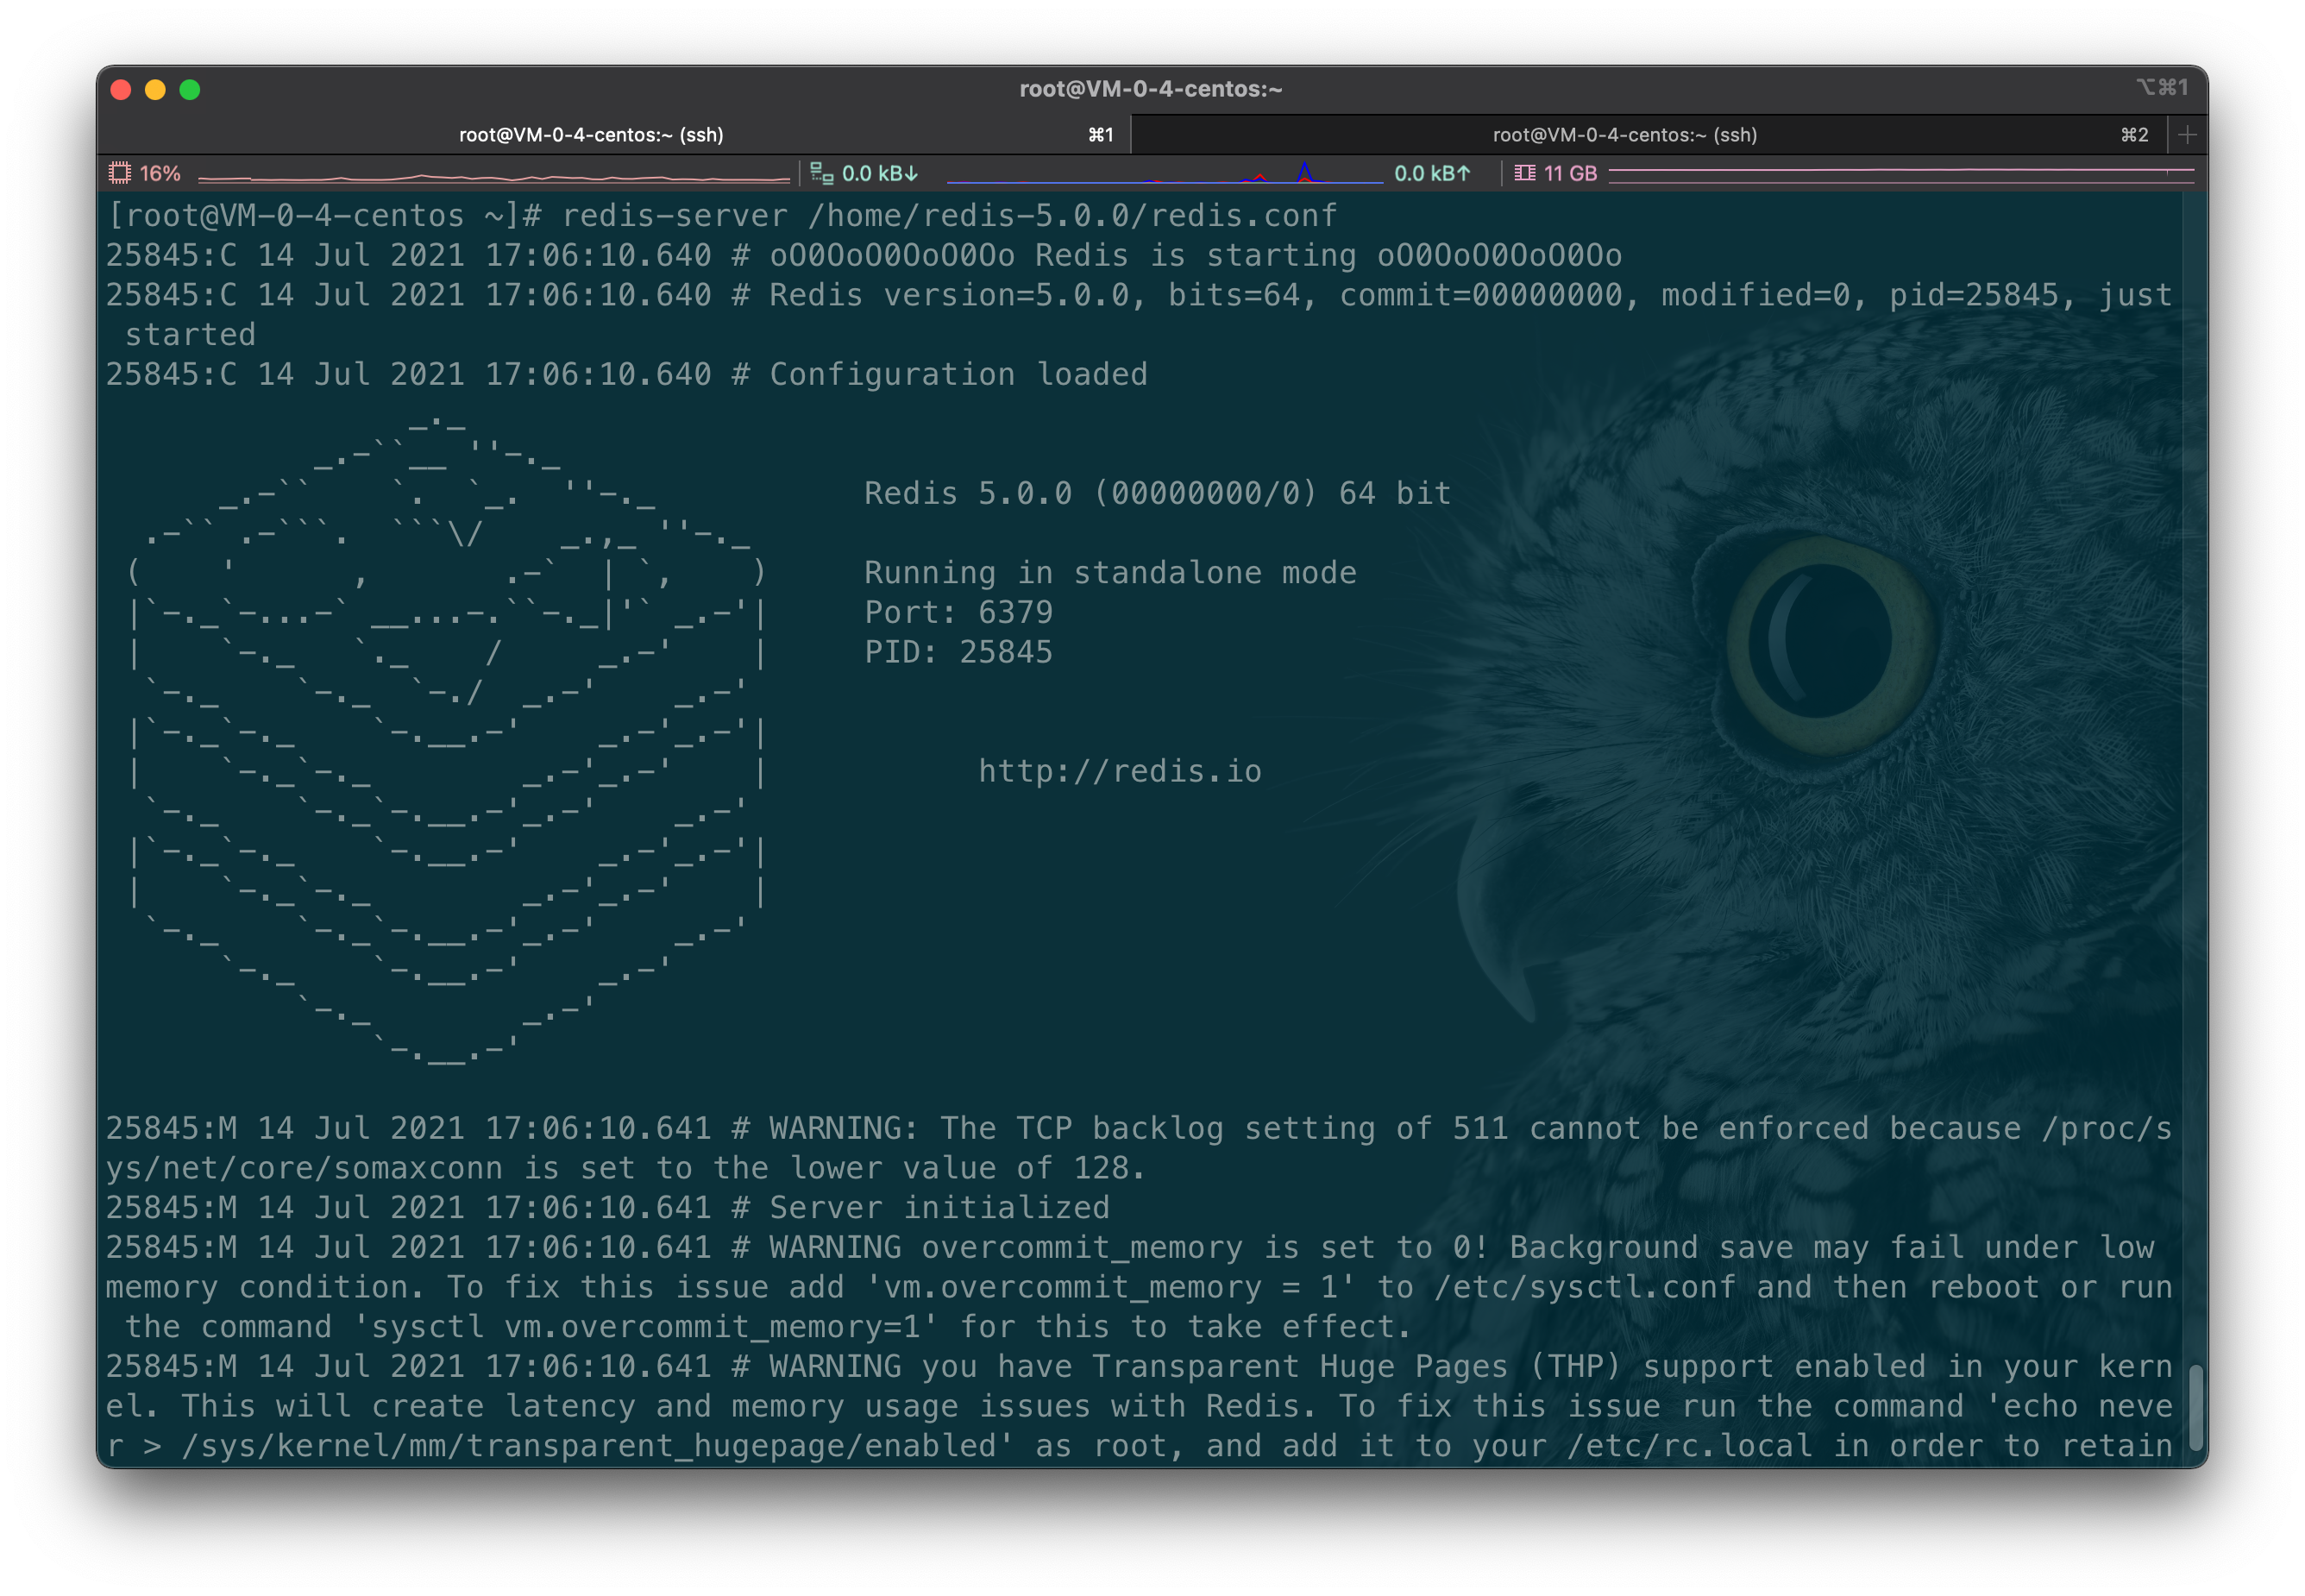 root@VM-0-4-centos:~
⌥⌘1
root@VM-0-4-centos:~ (ssh) ⌘1 root@VM-0-4-centos:~ (ssh) ⌘2 +
16% 0.0 kB↓ 0.0 kB↑ 11 GB
[root@VM-0-4-centos ~]# redis-server /home/redis-5.0.0/redis.conf
25845:C 14 Jul 2021 17:06:10.640 # oO0OoO0OoO0Oo Redis is starting oO0OoO0OoO0Oo
25845:C 14 Jul 2021 17:06:10.640 # Redis version=5.0.0, bits=64, commit=00000000, modified=0, pid=25845, just
 started
25845:C 14 Jul 2021 17:06:10.640 # Configuration loaded
                _._
           _.-``__ ''-._
      _.-``    `.  `_.  ''-._           Redis 5.0.0 (00000000/0) 64 bit
  .-`` .-```.  ```\/    _.,_ ''-._
 (    '      ,       .-`  | `,    )     Running in standalone mode
 |`-._`-...-` __...-.``-._|'` _.-'|     Port: 6379
 |    `-._   `._    /     _.-'    |     PID: 25845
  `-._    `-._  `-./  _.-'    _.-'
 |`-._`-._    `-.__.-'    _.-'_.-'|
 |    `-._`-._        _.-'_.-'    |           http://redis.io
  `-._    `-._`-.__.-'_.-'    _.-'
 |`-._`-._    `-.__.-'    _.-'_.-'|
 |    `-._`-._        _.-'_.-'    |
  `-._    `-._`-.__.-'_.-'    _.-'
      `-._    `-.__.-'    _.-'
          `-._        _.-'
              `-.__.-'
25845:M 14 Jul 2021 17:06:10.641 # WARNING: The TCP backlog setting of 511 cannot be enforced because /proc/s
ys/net/core/somaxconn is set to the lower value of 128.
25845:M 14 Jul 2021 17:06:10.641 # Server initialized
25845:M 14 Jul 2021 17:06:10.641 # WARNING overcommit_memory is set to 0! Background save may fail under low
memory condition. To fix this issue add 'vm.overcommit_memory = 1' to /etc/sysctl.conf and then reboot or run
 the command 'sysctl vm.overcommit_memory=1' for this to take effect.
25845:M 14 Jul 2021 17:06:10.641 # WARNING you have Transparent Huge Pages (THP) support enabled in your kern
el. This will create latency and memory usage issues with Redis. To fix this issue run the command 'echo neve
r > /sys/kernel/mm/transparent_hugepage/enabled' as root, and add it to your /etc/rc.local in order to retain